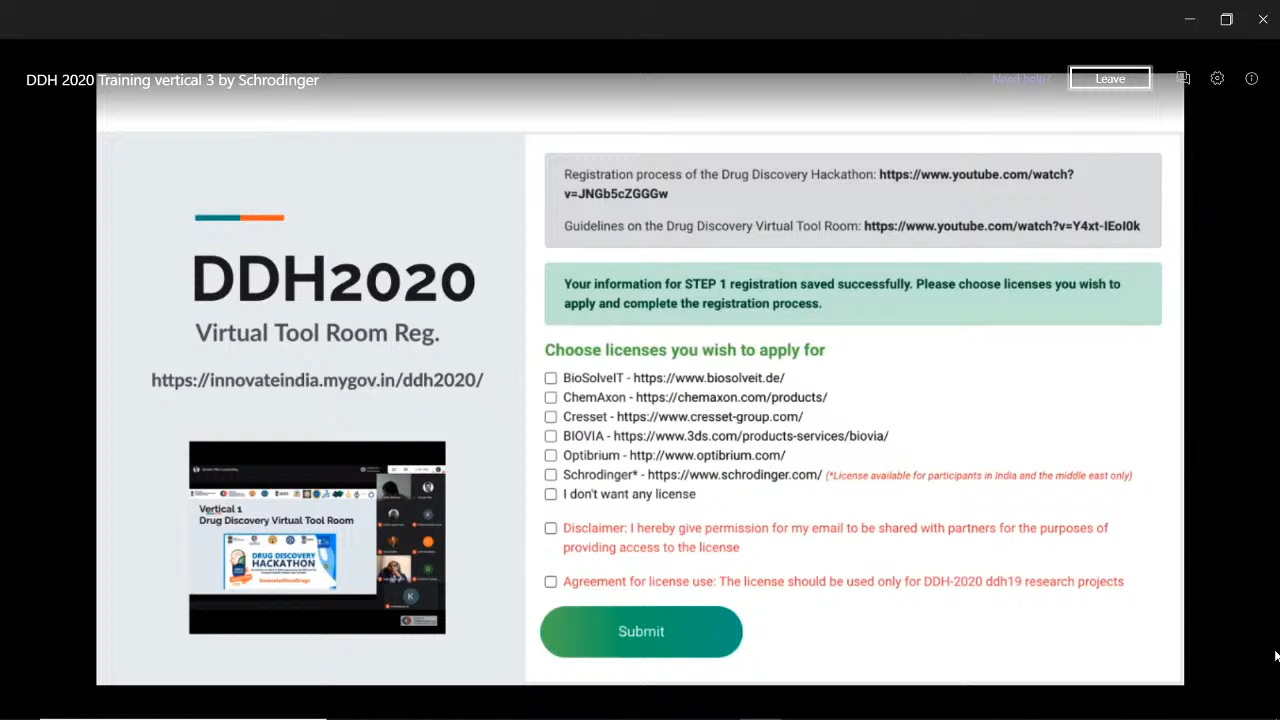 DDH 2020 Training vertical 3 by Schrodinger
Need help?
Leave
DDH2020
Virtual Tool Room Reg.
https://innovateindia.mygov.in/ddh2020/
Vertical 1
Drug Discovery Virtual Tool Room
DRUG DISCOVERY
HACKATHON
K
Registration process of the Drug Discovery Hackathon: https://www.youtube.com/watch?
v=JNGb5cZGGGw
Guidelines on the Drug Discovery Virtual Tool Room: https://www.youtube.com/watch?v=Y4xt-IEoI0k
Your information for STEP 1 registration saved successfully. Please choose licenses you wish to
apply and complete the registration process.
Choose licenses you wish to apply for
BioSolveIT - https://www.biosolveit.de/
ChemAxon - https://chemaxon.com/products/
Cresset - https://www.cresset-group.com/
BIOVIA - https://www.3ds.com/products-services/biovia/
Optibrium - http://www.optibrium.com/
Schrodinger* - https://www.schrodinger.com/ (*License available for participants in India and the middle east only)
I don't want any license
Disclaimer: I hereby give permission for my email to be shared with partners for the purposes of
providing access to the license
Agreement for license use: The license should be used only for DDH-2020 ddh19 research projects
Submit